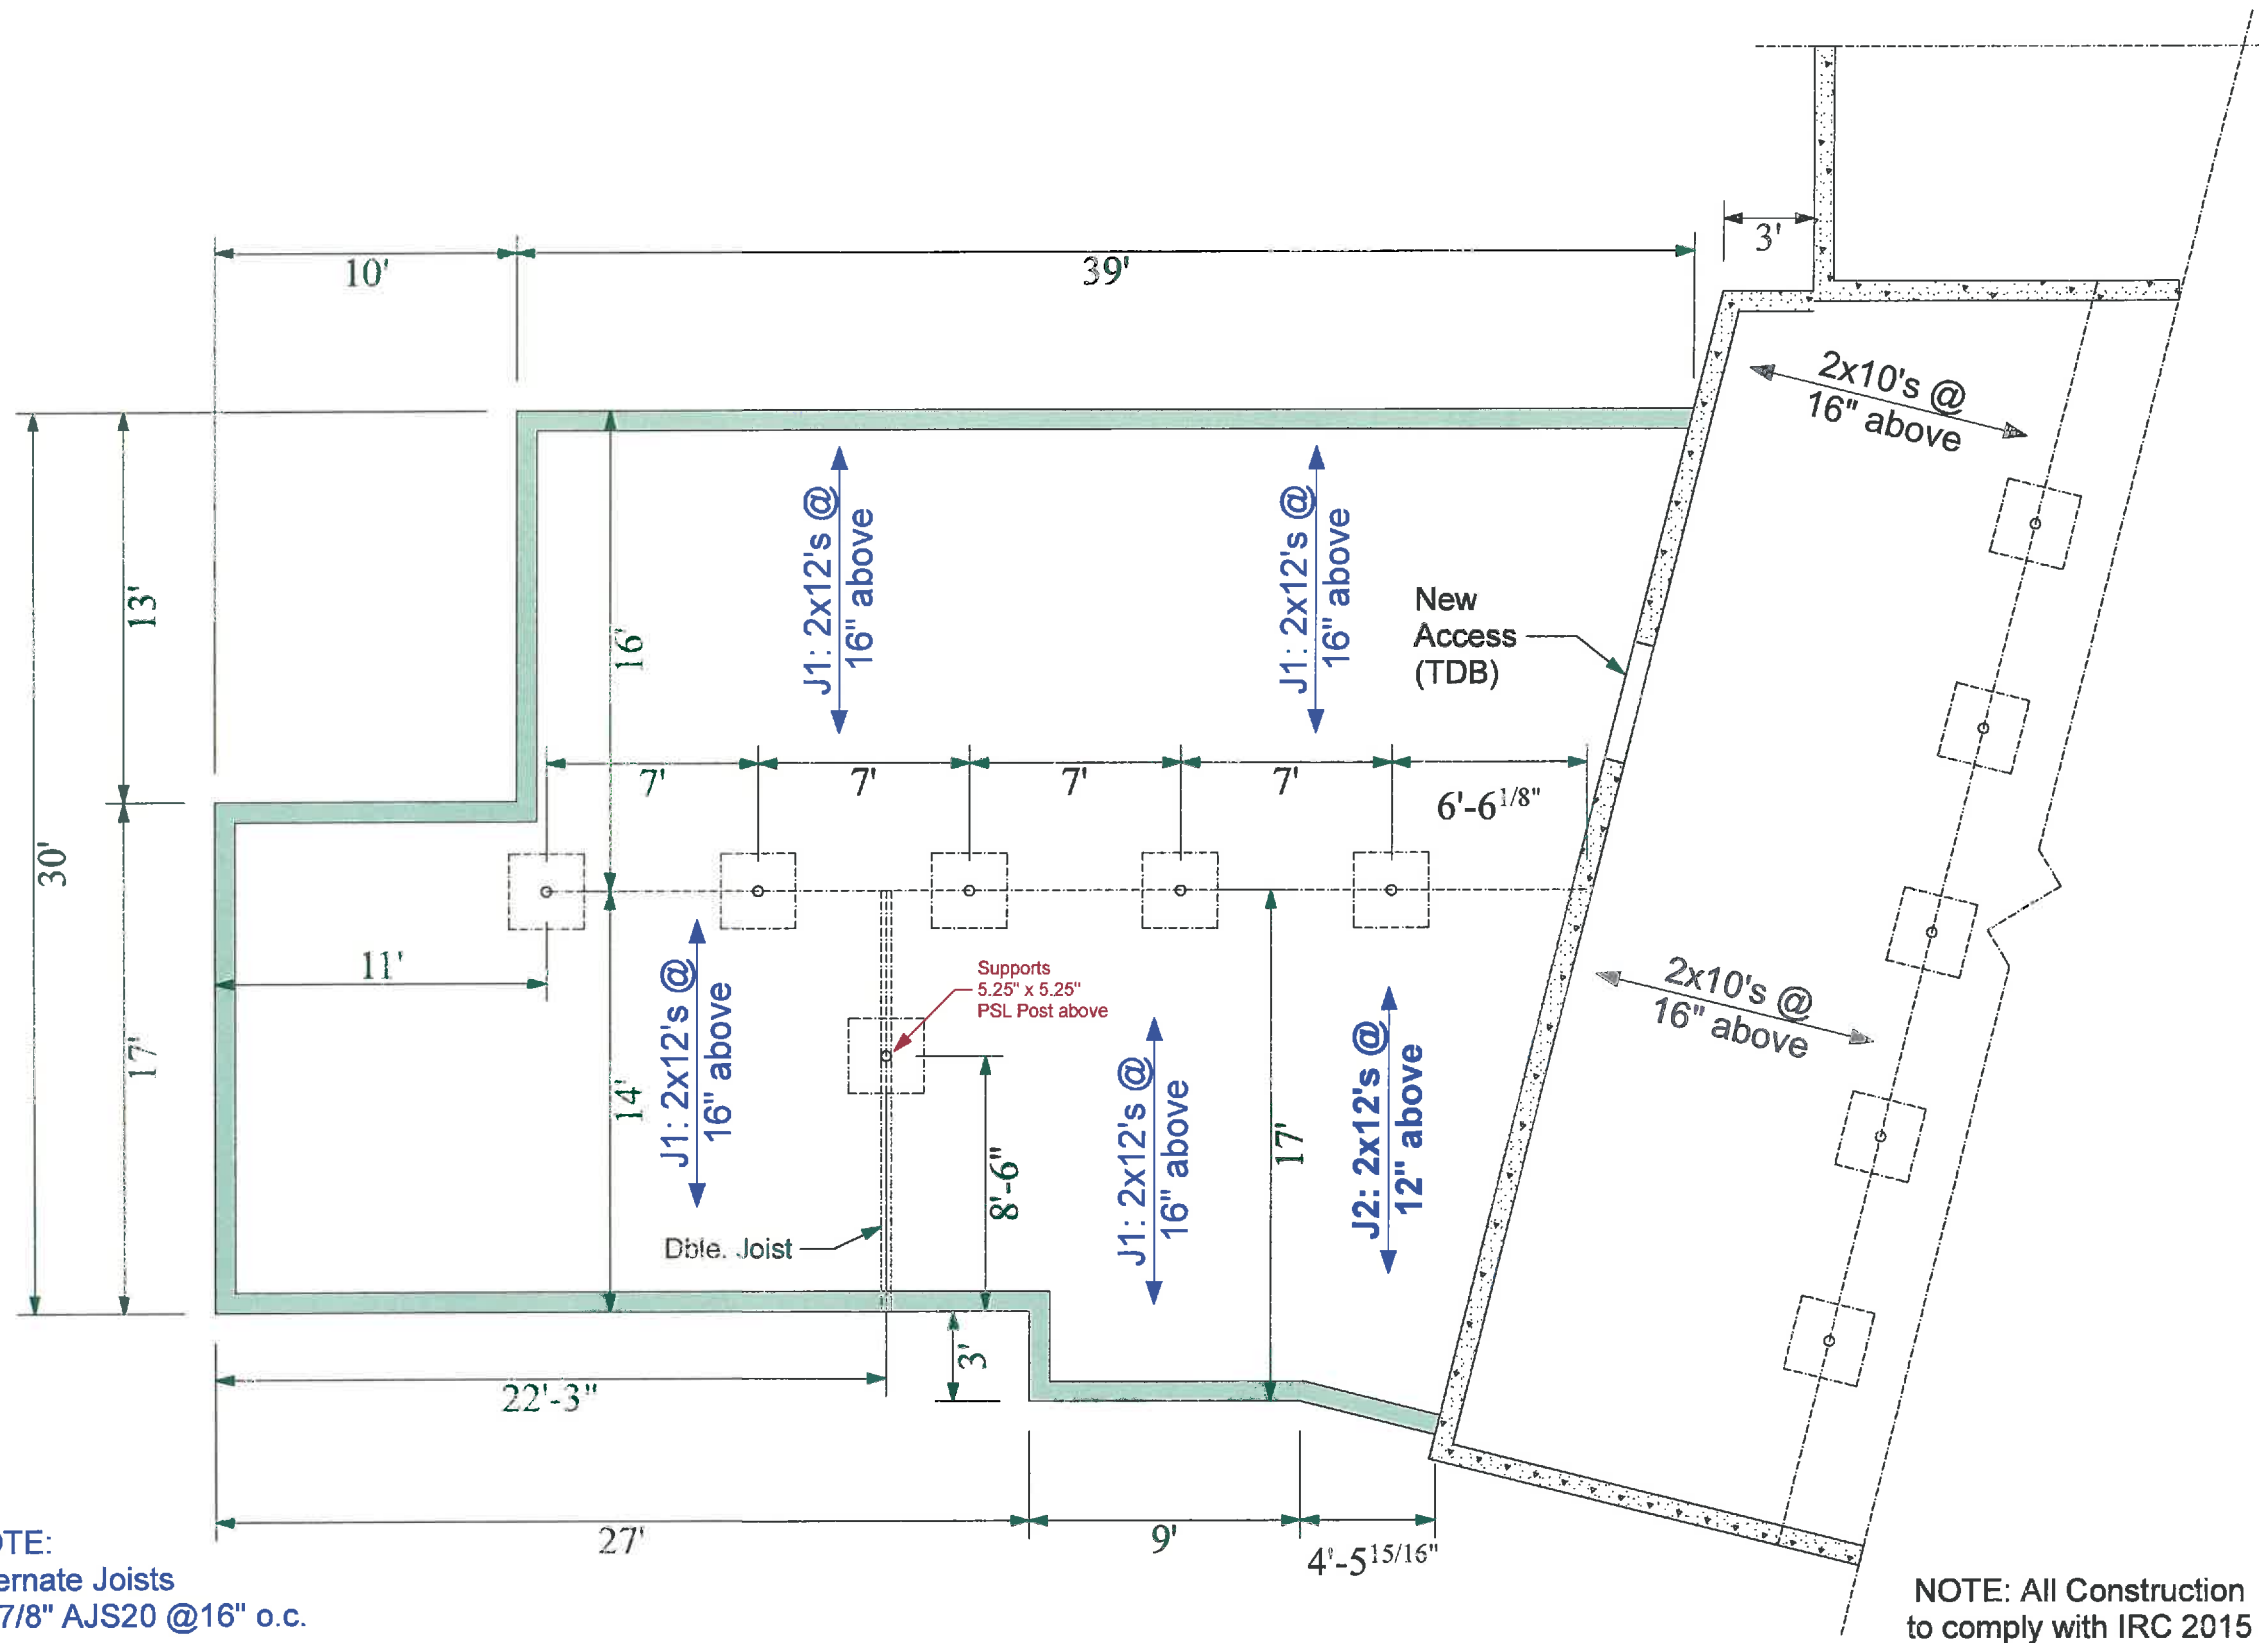 3'
10'
39'
2x10's @
16" above
J1: 2x12's @
16" above
J1: 2x12's @
16" above
New
Access
(TDB)
13'
16'
30'
7'
7'
7'
7'
6'-6 1/8"
11'
17'
14'
J1: 2x12's @
16" above
Supports
5.25" x 5.25"
PSL Post above
2x10's @
16" above
J1: 2x12's @
16" above
J2: 2x12's @
12" above
17'
8'-6"
Dble. Joist
3'
22'-3"
27'
9'
4'-5 15/16"
OTE:
ernate Joists
7/8" AJS20 @16" o.c.
NOTE: All Construction
to comply with IRC 2015